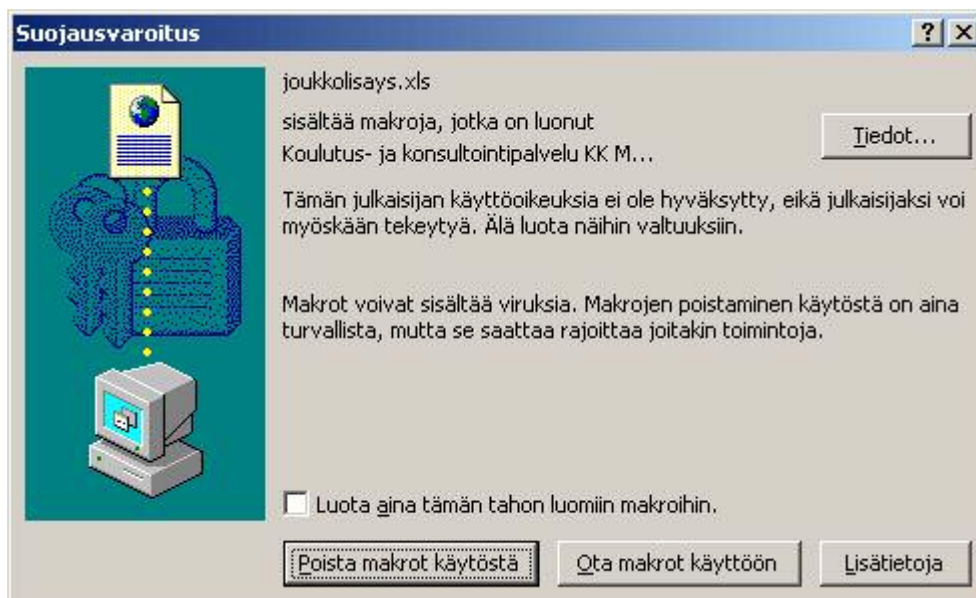 Suojausvaroitus
joukkolisays.xls
sisältää makroja, jotka on luonut
Koulutus- ja konsultointipalvelu KK M...
Tiedot...
Tämän julkaisijan käyttöoikeuksia ei ole hyväksytty, eikä julkaisijaksi voi
myöskään tekeytyä. Älä luota näihin valtuuksiin.
Makrot voivat sisältää viruksia. Makrojen poistaminen käytöstä on aina
turvallista, mutta se saattaa rajoittaa joitakin toimintoja.
Luota aina tämän tahon luomiin makroihin.
Poista makrot käytöstä
Ota makrot käyttöön
Lisätietoja